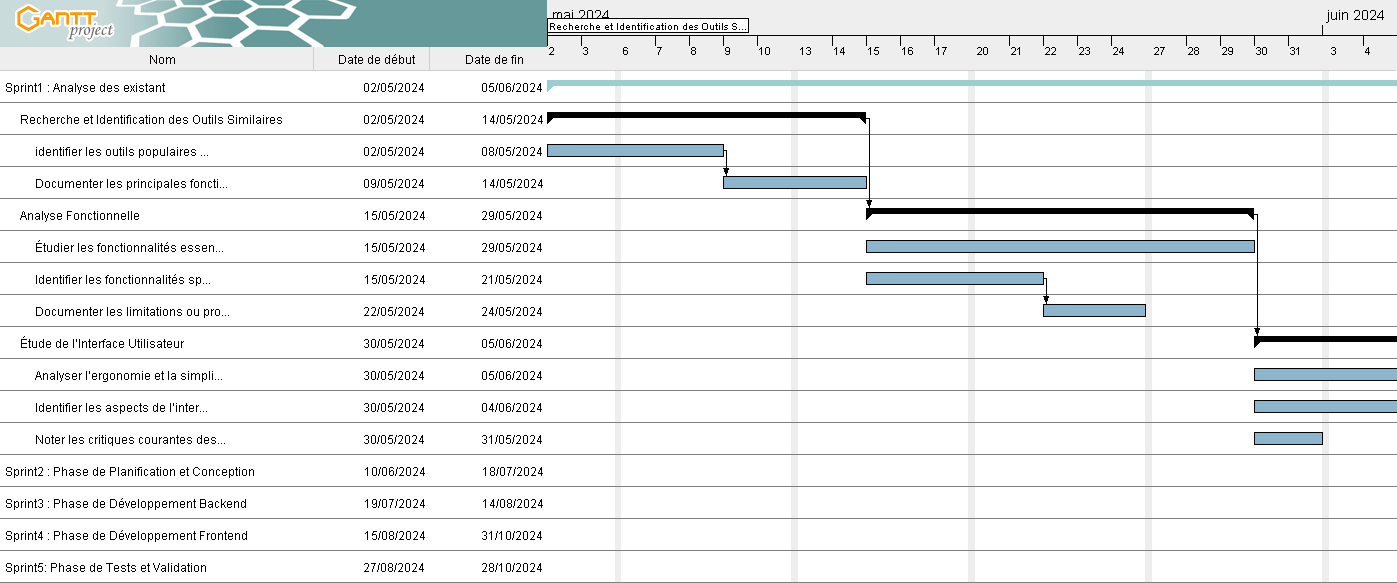 GANTT project
mai 2024
juin 2024
Recherche et Identification des Outils S...
2 3 6 7 8 9 10 13 14 15 16 17 20 21 22 23 24 27 28 29 30 31 3 4
Nom Date de début Date de fin
Sprint1 : Analyse des existant 02/05/2024 05/06/2024
Recherche et Identification des Outils Similaires 02/05/2024 14/05/2024
identifier les outils populaires ... 02/05/2024 08/05/2024
Documenter les principales foncti... 09/05/2024 14/05/2024
Analyse Fonctionnelle 15/05/2024 29/05/2024
Étudier les fonctionnalités essen... 15/05/2024 29/05/2024
Identifier les fonctionnalités sp... 15/05/2024 21/05/2024
Documenter les limitations ou pro... 22/05/2024 24/05/2024
Étude de l'Interface Utilisateur 30/05/2024 05/06/2024
Analyser l'ergonomie et la simpli... 30/05/2024 05/06/2024
Identifier les aspects de l'inter... 30/05/2024 04/06/2024
Noter les critiques courantes des... 30/05/2024 31/05/2024
Sprint2 : Phase de Planification et Conception 10/06/2024 18/07/2024
Sprint3 : Phase de Développement Backend 19/07/2024 14/08/2024
Sprint4 : Phase de Développement Frontend 15/08/2024 31/10/2024
Sprint5: Phase de Tests et Validation 27/08/2024 28/10/2024